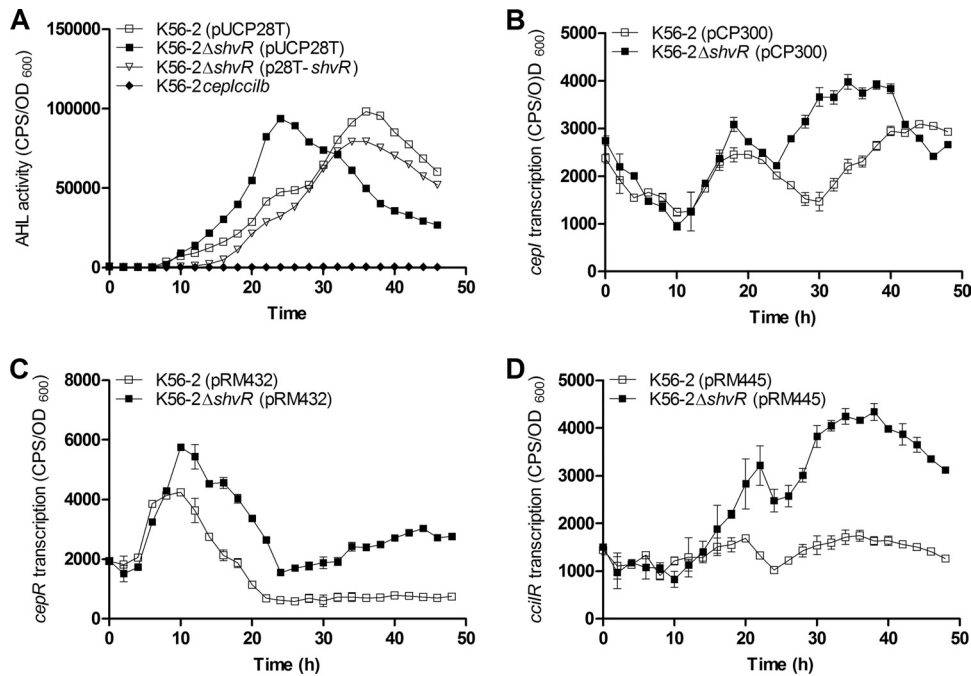 A
K56-2 (pUCP28T)
K56-2ΔshvR (pUCP28T)
K56-2ΔshvR (p28T-shvR)
K56-2cepIcciIb
AHL activity (CPS/OD 600)
150000
100000
50000
0
0 10 20 30 40 50
Time
B
K56-2 (pCP300)
K56-2ΔshvR (pCP300)
cepI transcription (CPS/O)D 600)
5000
4000
3000
2000
1000
0
0 10 20 30 40 50
Time (h)
C
K56-2 (pRM432)
K56-2ΔshvR (pRM432)
cepR transcription (CPS/OD 600)
8000
6000
4000
2000
0
0 10 20 30 40 50
Time (h)
D
K56-2 (pRM445)
K56-2ΔshvR (pRM445)
cciIR transcription (CPS/OD 600)
5000
4000
3000
2000
1000
0
0 10 20 30 40 50
Time (h)